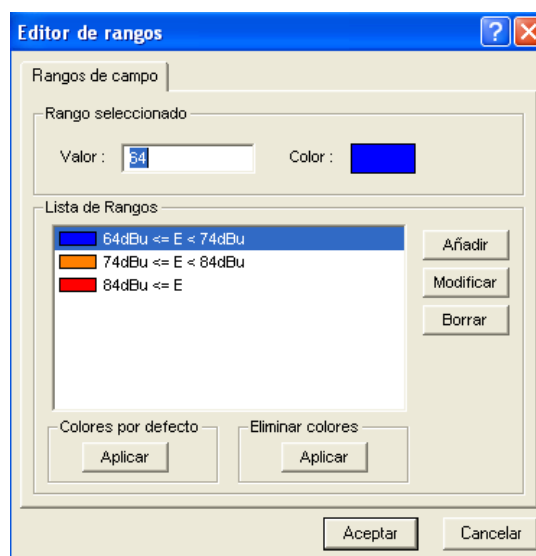 Editor de rangos
Rangos de campo
Rango seleccionado
Valor : 64 Color :
Lista de Rangos
64dBu <= E < 74dBu
74dBu <= E < 84dBu
84dBu <= E
Añadir
Modificar
Borrar
Colores por defecto Eliminar colores
Aplicar Aplicar
Aceptar Cancelar